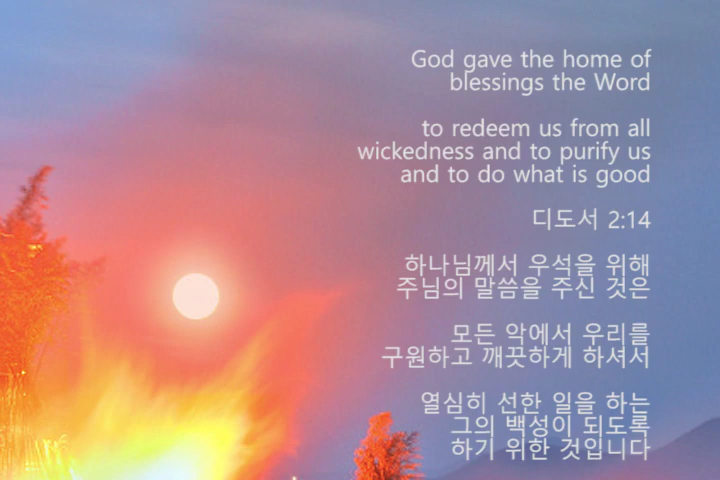 God gave the home of
blessings the Word
to redeem us from all
wickedness and to purify us
and to do what is good
디도서 2:14
하나님께서 우석을 위해
주님의 말씀을 주신 것은
모든 악에서 우리를
구원하고 깨끗하게 하셔서
열심히 선한 일을 하는
그의 백성이 되도록
하기 위한 것입니다